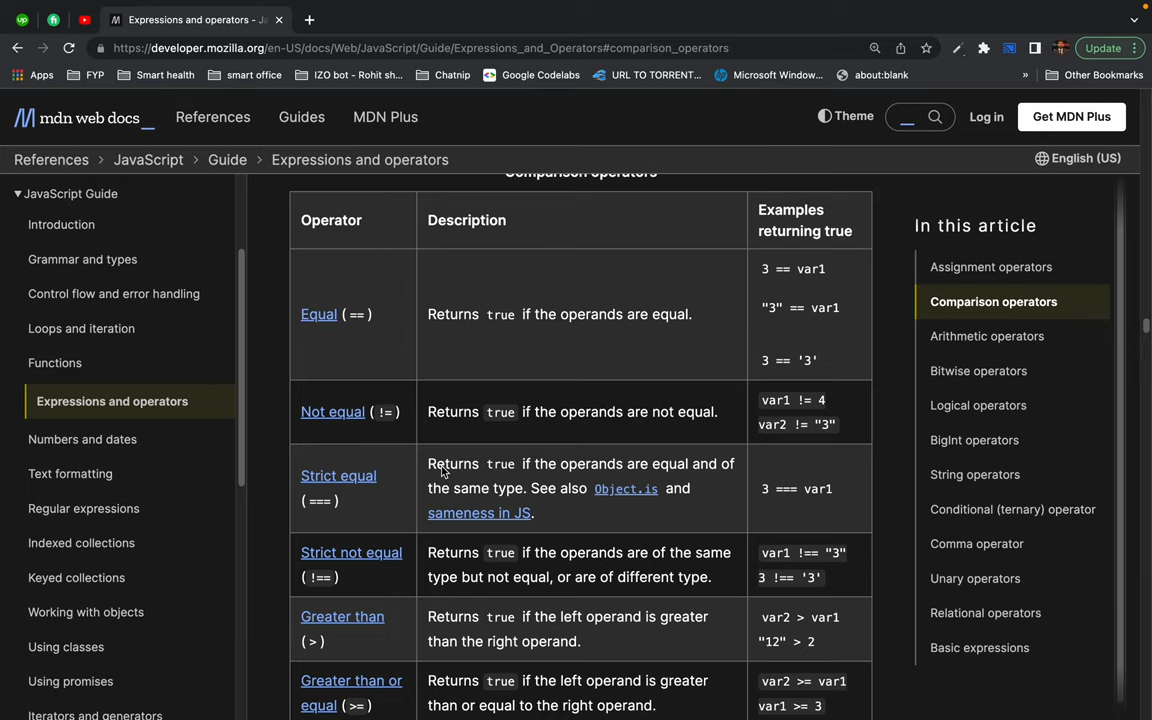 Expressions and operators - Ja
https://developer.mozilla.org/en-US/docs/Web/JavaScript/Guide/Expressions_and_Operators#comparison_operators
Update
Apps
FYP
Smart health
smart office
IZO bot - Rohit sh...
Chatnip
Google Codelabs
URL TO TORRENT...
Microsoft Window...
about:blank
»
Other Bookmarks
mdn web docs_
References
Guides
MDN Plus
Theme
Log in
Get MDN Plus
References > JavaScript > Guide > Expressions and operators
English (US)
JavaScript Guide
Introduction
Grammar and types
Control flow and error handling
Loops and iteration
Functions
Expressions and operators
Numbers and dates
Text formatting
Regular expressions
Indexed collections
Keyed collections
Working with objects
Using classes
Using promises
Iterators and generators
Comparison operators
Operator
Description
Examples
returning true
Equal (==)
Returns true if the operands are equal.
3 == var1
"3" == var1
3 == '3'
Not equal (!=)
Returns true if the operands are not equal.
var1 != 4
var2 != "3"
Strict equal
(===)
Returns true if the operands are equal and of
the same type. See also Object.is and
sameness in JS.
3 === var1
Strict not equal
(!==)
Returns true if the operands are of the same
type but not equal, or are of different type.
var1 !== "3"
3 !== '3'
Greater than
(>)
Returns true if the left operand is greater
than the right operand.
var2 > var1
"12" > 2
Greater than or
equal (>=)
Returns true if the left operand is greater
than or equal to the right operand.
var2 >= var1
var1 >= 3
In this article
Assignment operators
Comparison operators
Arithmetic operators
Bitwise operators
Logical operators
BigInt operators
String operators
Conditional (ternary) operator
Comma operator
Unary operators
Relational operators
Basic expressions